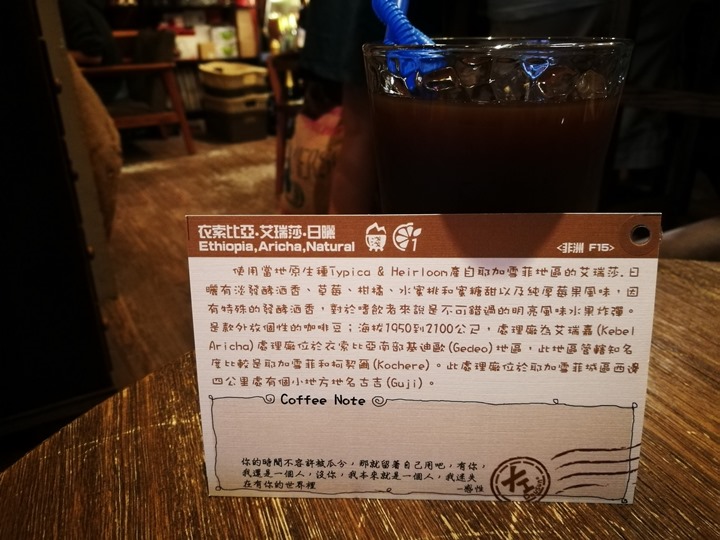 衣索比亞·艾瑞莎·日曬
Ethiopia,Aricha,Natural
淺
1
<非洲 F15>
使用當地原生種Typica & Heirloom產自耶加雪菲地區的艾瑞莎.日
曬有淡發酵酒香、草莓、柑橘、水蜜桃和蜜糖甜以及純厚莓果風味，因
有特殊的發酵酒香，對於嗜飲者來說是不可錯過的明亮風味水果炸彈。
是款外放個性的咖啡豆；海拔1950到2100公尺，處理廠為艾瑞嘉(Kebel
Aricha)處理廠位於衣索比亞南部基迪歐(Gedeo)地區，此地區管轄知名
度比較是耶加雪菲和柯契爾(Kochere)。此處理廠位於耶加雪菲城區西邊
四公里處有個小地方地名古吉(Guji)。
Coffee Note
你的時間不容許被瓜分，那就留著自己用吧，有你，
我還是一個人，沒你，我本來就是一個人，我迷失
在有你的世界裡
-感性